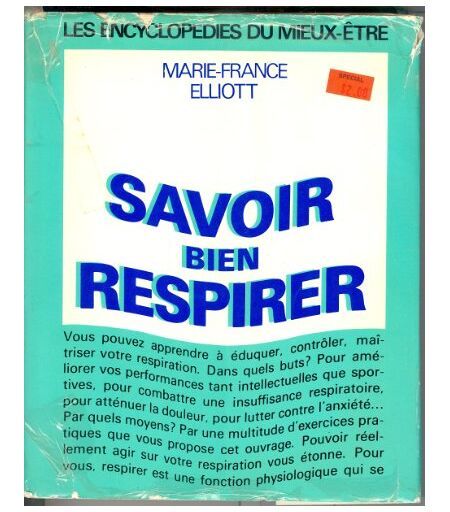 LES ENCYCLOPEDIES DU MIEUX-ÊTRE
MARIE-FRANCE
ELLIOTT
SPECIAL
$2.00
SAVOIR
BIEN
RESPIRER
Vous pouvez apprendre à éduquer, contrôler, maî-
triser votre respiration. Dans quels buts? Pour amé-
liorer vos performances tant intellectuelles que spor-
tives, pour combattre une insuffisance respiratoire,
pour atténuer la douleur, pour lutter contre l'anxiété...
Par quels moyens? Par une multitude d'exercices pra-
tiques que vous propose cet ouvrage. Pouvoir réel-
lement agir sur votre respiration vous étonne. Pour
vous, respirer est une fonction physiologique qui se